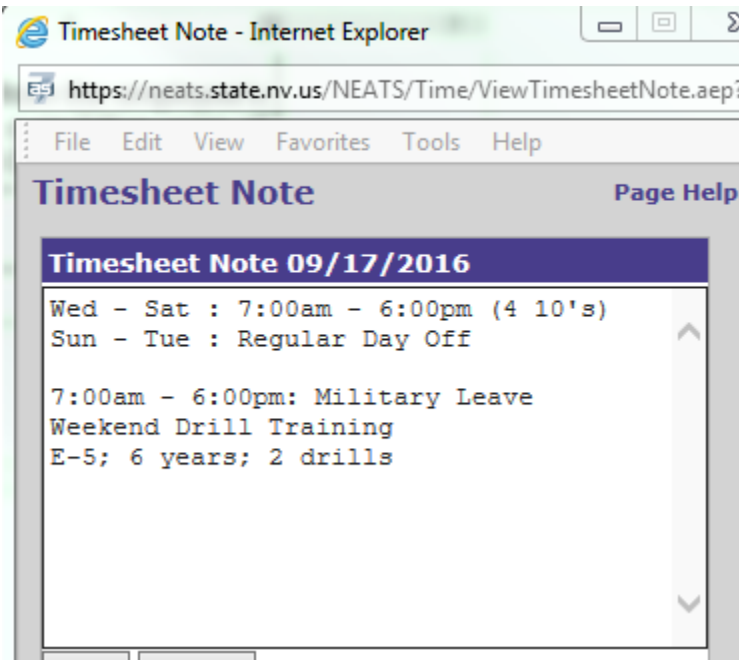 Timesheet Note - Internet Explorer
https://neats.state.nv.us/NEATS/Time/ViewTimesheetNote.aep?
File Edit View Favorites Tools Help
Timesheet Note Page Help
Timesheet Note 09/17/2016
Wed - Sat : 7:00am - 6:00pm (4 10's)
Sun - Tue : Regular Day Off
7:00am - 6:00pm: Military Leave
Weekend Drill Training
E-5; 6 years; 2 drills